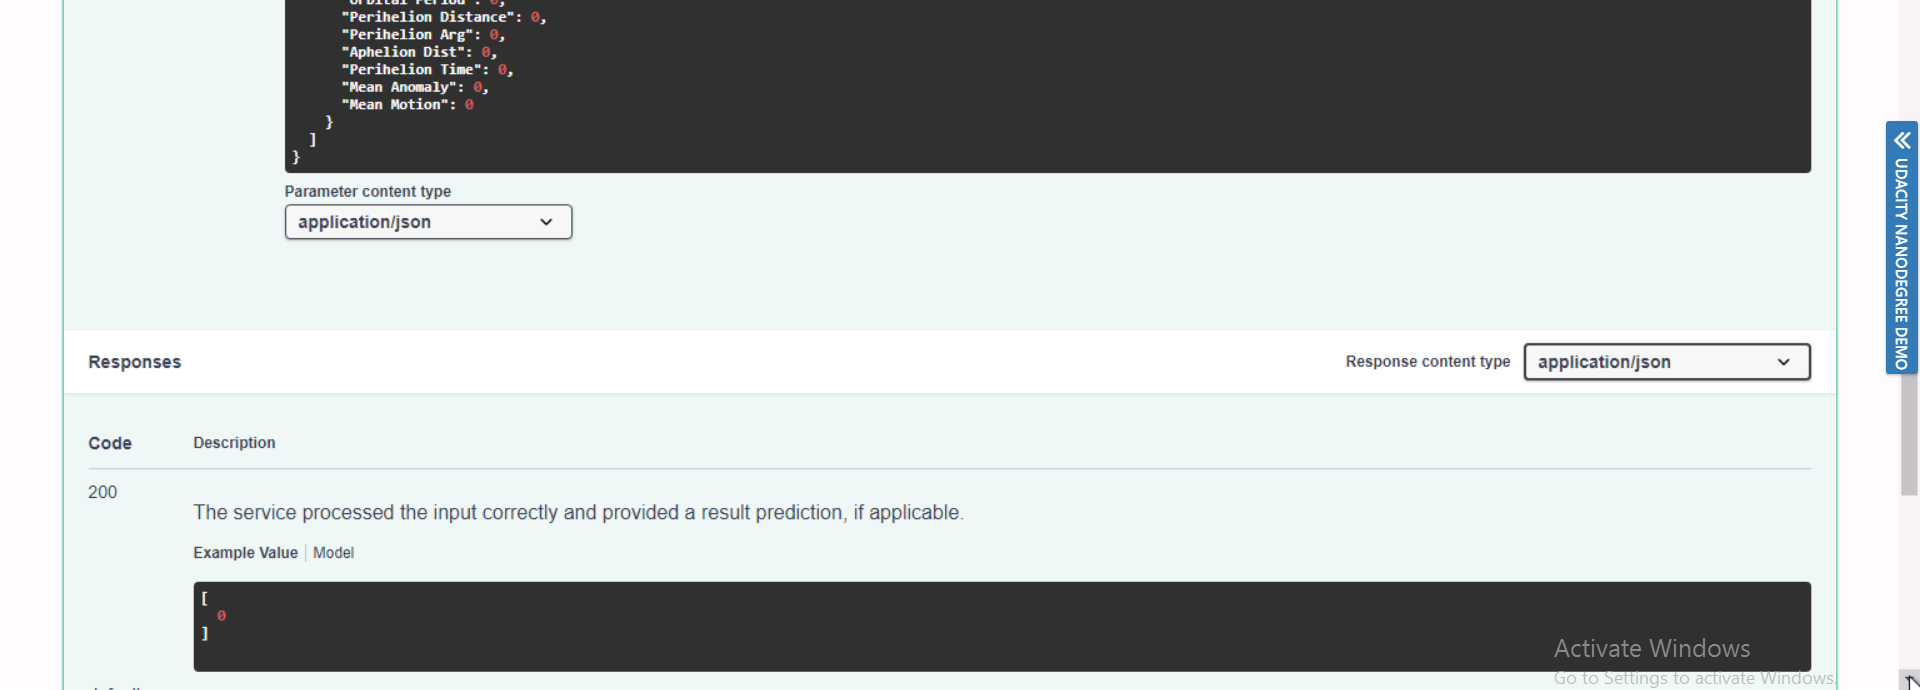 "Orbital Period": 0,
"Perihelion Distance": 0,
"Perihelion Arg": 0,
"Aphelion Dist": 0,
"Perihelion Time": 0,
"Mean Anomaly": 0,
"Mean Motion": 0
}
]
}
Parameter content type
application/json
UDACITY NANODEGREE DEMO
Responses
Response content type
application/json
Code
Description
200
The service processed the input correctly and provided a result prediction, if applicable.
Example Value
Model
[
0
]
Activate Windows
Go to Settings to activate Windows.